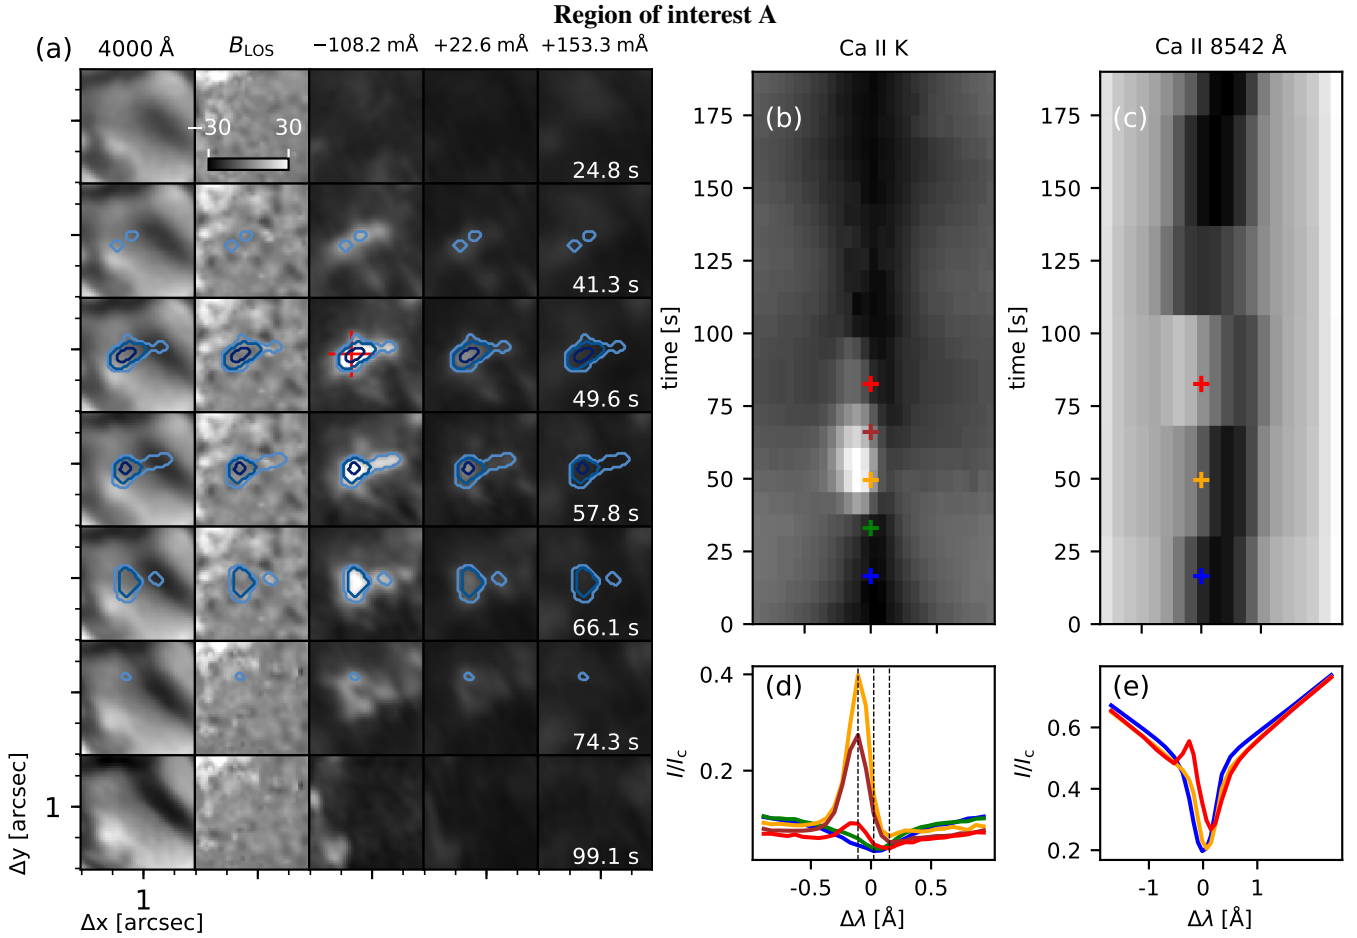 Region of interest A
(a) 4000 Å B_LOS −108.2 mÅ +22.6 mÅ +153.3 mÅ
−30 30
24.8 s
41.3 s
49.6 s
57.8 s
66.1 s
74.3 s
99.1 s
1
Δy [arcsec]
1
Δx [arcsec]
Ca II K
(b)
175
150
125
100
75
50
25
0
time [s]
Ca II 8542 Å
(c)
175
150
125
100
75
50
25
0
time [s]
(d)
0.4
0.2
I/I_c
-0.5 0 0.5
Δλ [Å]
(e)
0.6
0.4
0.2
I/I_c
-1 0 1
Δλ [Å]